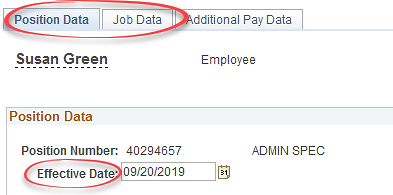 Position Data Job Data Additional Pay Data
Susan Green Employee
Position Data
Position Number: 40294657 ADMIN SPEC
Effective Date: 09/20/2019 31